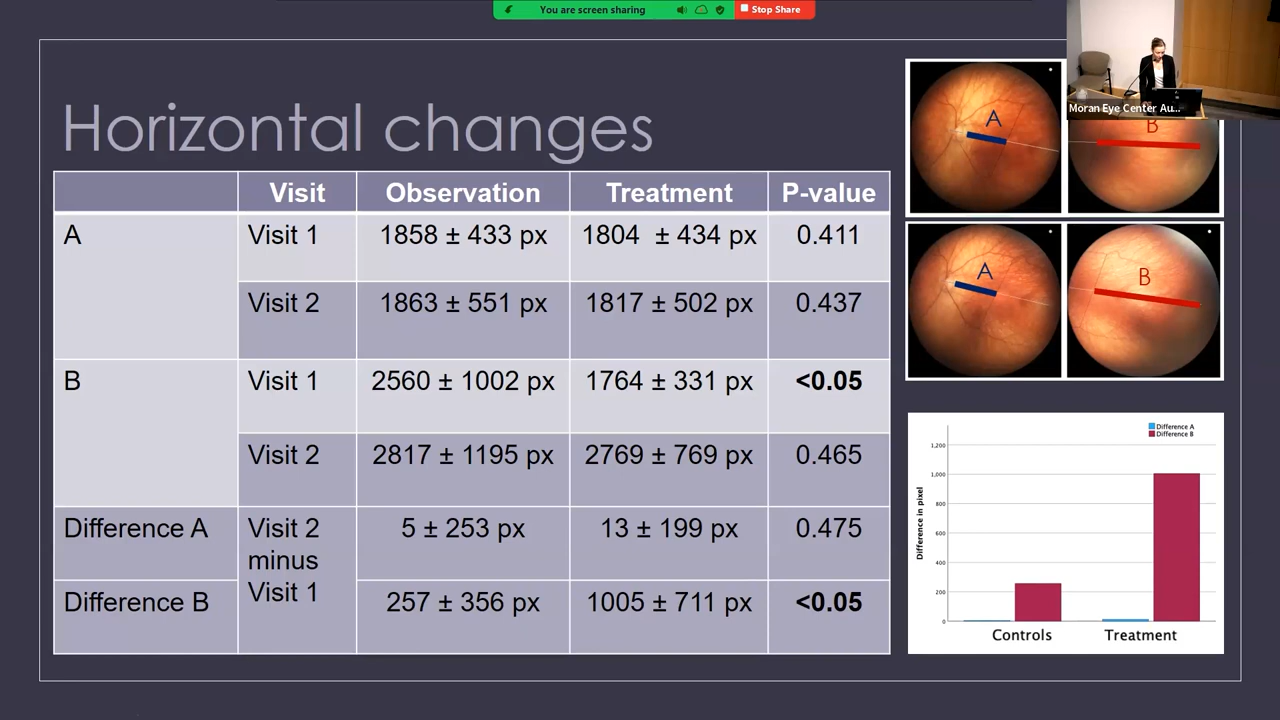 You are screen sharing
Stop Share
Moran Eye Center Au...
Horizontal changes
Visit Observation Treatment P-value
A Visit 1 1858 ± 433 px 1804 ± 434 px 0.411
Visit 2 1863 ± 551 px 1817 ± 502 px 0.437
B Visit 1 2560 ± 1002 px 1764 ± 331 px <0.05
Visit 2 2817 ± 1195 px 2769 ± 769 px 0.465
Difference A Visit 2 5 ± 253 px 13 ± 199 px 0.475
minus
Visit 1
Difference B 257 ± 356 px 1005 ± 711 px <0.05
A
B
A
B
Difference A
Difference B
Difference in pixel
1,200
1,000
800
600
400
200
0
Controls Treatment